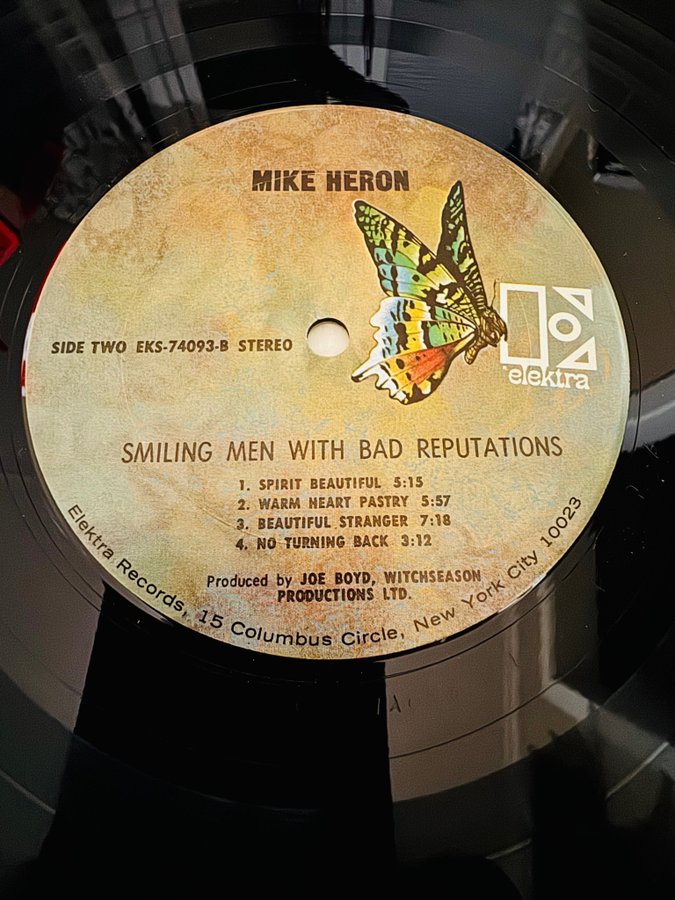 MIKE HERON
SIDE TWO EKS-74093-B STEREO
elektra
SMILING MEN WITH BAD REPUTATIONS
1. SPIRIT BEAUTIFUL 5:15
2. WARM HEART PASTRY 5:57
3. BEAUTIFUL STRANGER 7:18
4. NO TURNING BACK 3:12
Produced by JOE BOYD, WITCHSEASON
PRODUCTIONS LTD.
Elektra Records, 15 Columbus Circle, New York City 10023